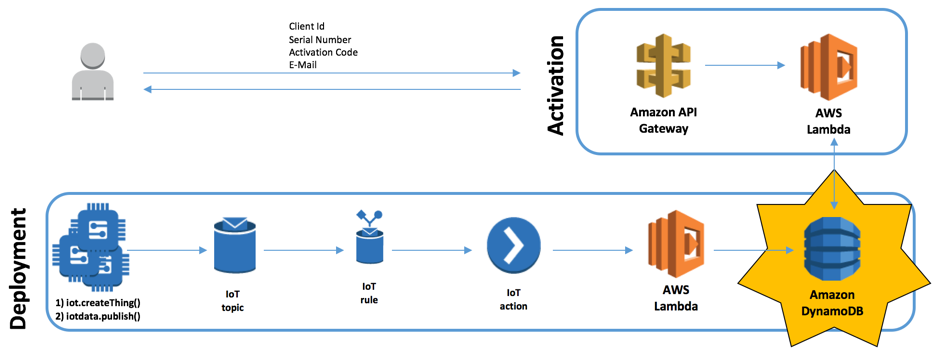 Client Id
Serial Number
Activation Code
E-Mail
Activation
Amazon API
Gateway
AWS
Lambda
Deployment
1) iot.createThing()
2) iotdata.publish()
IoT
topic
IoT
rule
IoT
action
AWS
Lambda
Amazon
DynamoDB